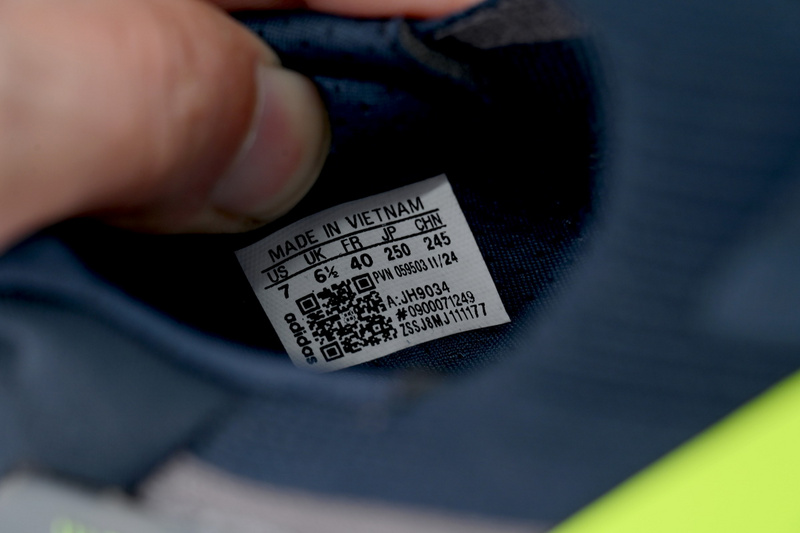 MADE IN VIETNAM
US UK FR JP CHN
7 6½ 40 250 245
PVN 059503 11/24
A:JH9034
#0900071249
ZSSJ8MJ111177
adidas